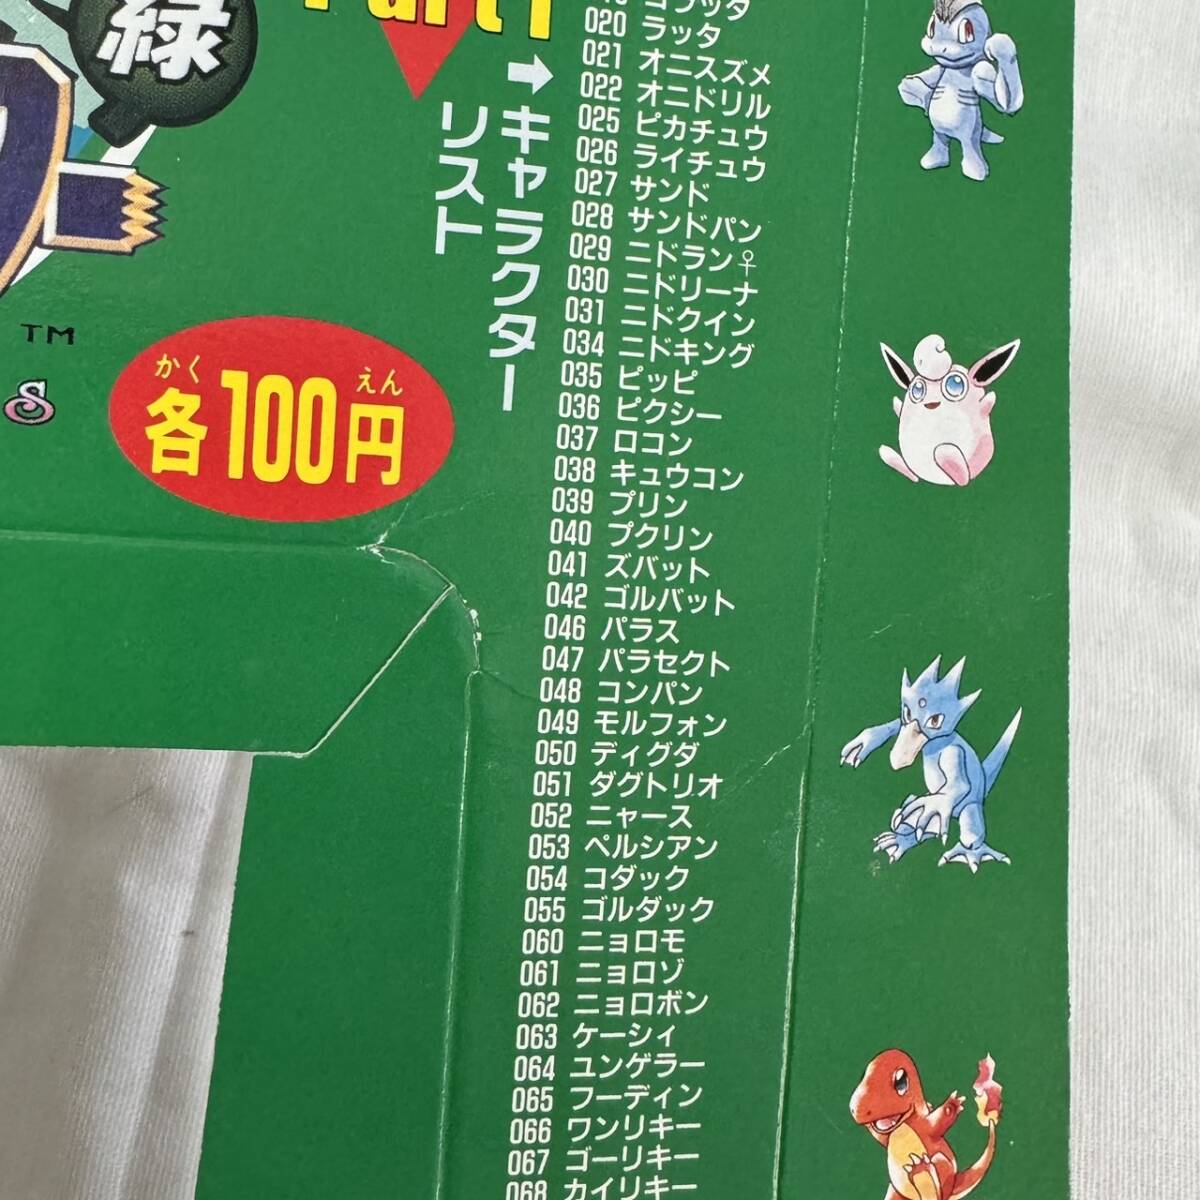 緑
Part1
TM
S
かく えん
各100円
➡キャラクター
リスト
コラッタ
020 ラッタ
021 オニスズメ
022 オニドリル
025 ピカチュウ
026 ライチュウ
027 サンド
028 サンドパン
029 ニドラン♀
030 ニドリーナ
031 ニドクイン
034 ニドキング
035 ピッピ
036 ピクシー
037 ロコン
038 キュウコン
039 プリン
040 プクリン
041 ズバット
042 ゴルバット
046 パラス
047 パラセクト
048 コンパン
049 モルフォン
050 ディグダ
051 ダグトリオ
052 ニャース
053 ペルシアン
054 コダック
055 ゴルダック
060 ニョロモ
061 ニョロゾ
062 ニョロボン
063 ケーシィ
064 ユンゲラー
065 フーディン
066 ワンリキー
067 ゴーリキー
068 カイリキー